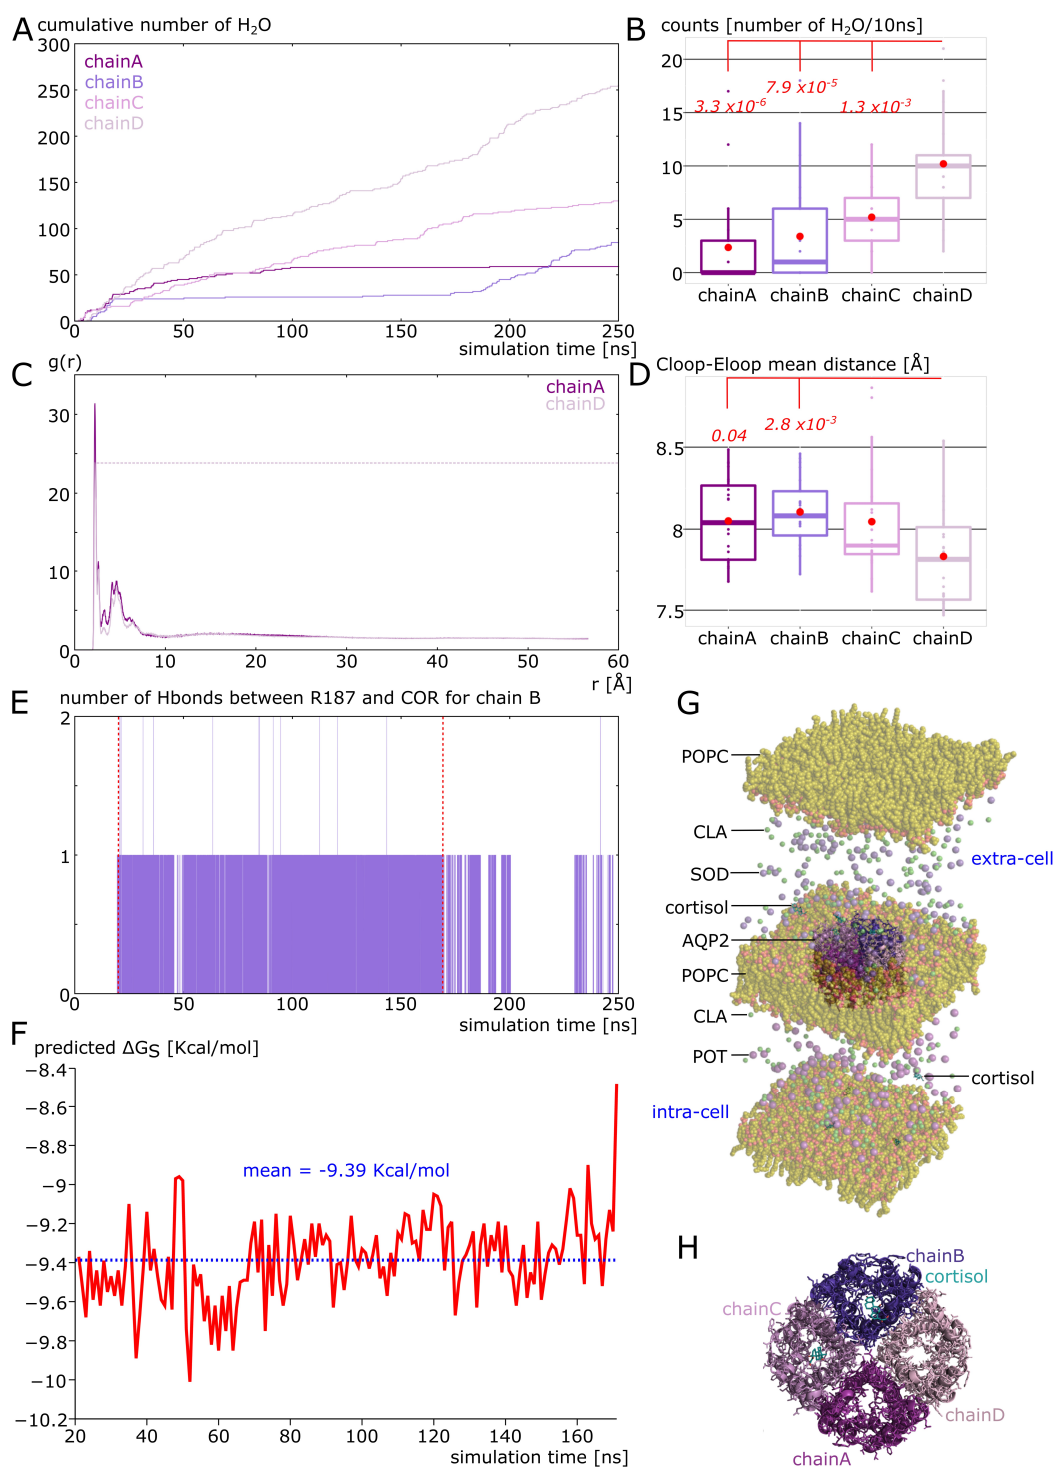 A cumulative number of H₂O
300
250
200
150
100
50
0
chainA
chainB
chainC
chainD
0 50 100 150 200 250
simulation time [ns]
B counts [number of H₂O/10ns]
20
15
10
5
0
3.3 x10⁻⁶
7.9 x10⁻⁵
1.3 x10⁻³
chainA chainB chainC chainD
C g(r)
30
20
10
0
chainA
chainD
0 10 20 30 40 50 60
r [Å]
D Cloop-Eloop mean distance [Å]
8.5
8
7.5
0.04
2.8 x10⁻³
chainA chainB chainC chainD
E number of Hbonds between R187 and COR for chain B
2
1
0
0 50 100 150 200 250
simulation time [ns]
F predicted ΔGs [Kcal/mol]
−8.4
−8.6
−8.8
−9
−9.2
−9.4
−9.6
−9.8
−10
−10.2
mean = -9.39 Kcal/mol
20 40 60 80 100 120 140 160
simulation time [ns]
G
POPC
CLA
extra-cell
SOD
cortisol
AQP2
POPC
CLA
POT
cortisol
intra-cell
H
chainB
cortisol
chainC
chainD
chainA